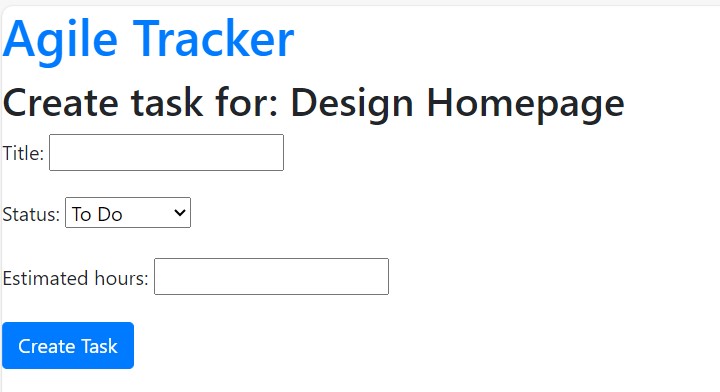 Agile Tracker
Create task for: Design Homepage
Title:
Status: To Do
Estimated hours:
Create Task